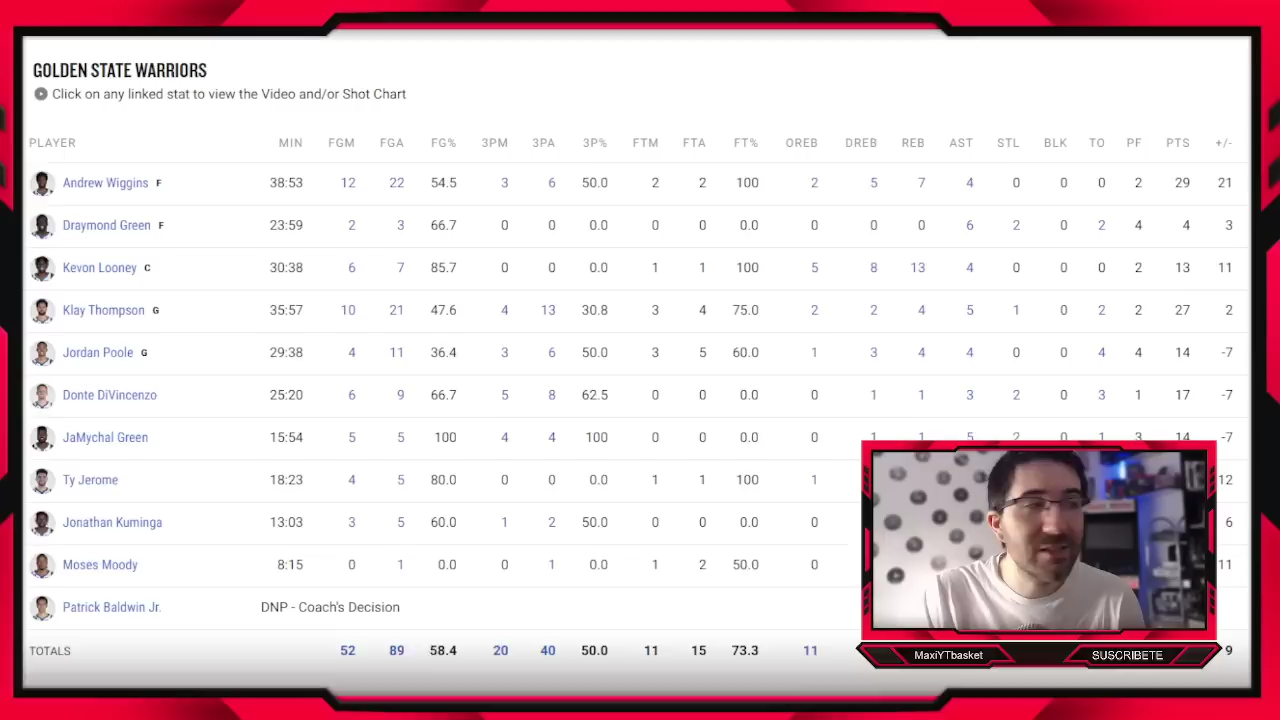 GOLDEN STATE WARRIORS
Click on any linked stat to view the Video and/or Shot Chart
PLAYER MIN FGM FGA FG% 3PM 3PA 3P% FTM FTA FT% OREB DREB REB AST STL BLK TO PF PTS +/-
Andrew Wiggins F 38:53 12 22 54.5 3 6 50.0 2 2 100 2 5 7 4 0 0 0 2 29 21
Draymond Green F 23:59 2 3 66.7 0 0 0.0 0 0 0.0 0 0 0 6 2 0 2 4 4 3
Kevon Looney C 30:38 6 7 85.7 0 0 0.0 1 1 100 5 8 13 4 0 0 0 2 13 11
Klay Thompson G 35:57 10 21 47.6 4 13 30.8 3 4 75.0 2 2 4 5 1 0 2 2 27 2
Jordan Poole G 29:38 4 11 36.4 3 6 50.0 3 5 60.0 1 3 4 4 0 0 4 4 14 -7
Donte DiVincenzo 25:20 6 9 66.7 5 8 62.5 0 0 0.0 0 1 1 3 2 0 3 1 17 -7
JaMychal Green 15:54 5 5 100 4 4 100 0 0 0.0 0 1 1 5 2 0 1 3 14 -7
Ty Jerome 18:23 4 5 80.0 0 0 0.0 1 1 100 1 12
Jonathan Kuminga 13:03 3 5 60.0 1 2 50.0 0 0 0.0 0 6
Moses Moody 8:15 0 1 0.0 0 1 0.0 1 2 50.0 0 11
Patrick Baldwin Jr. DNP - Coach's Decision
TOTALS 52 89 58.4 20 40 50.0 11 15 73.3 11 9
MaxiYTbasket SUSCRIBETE